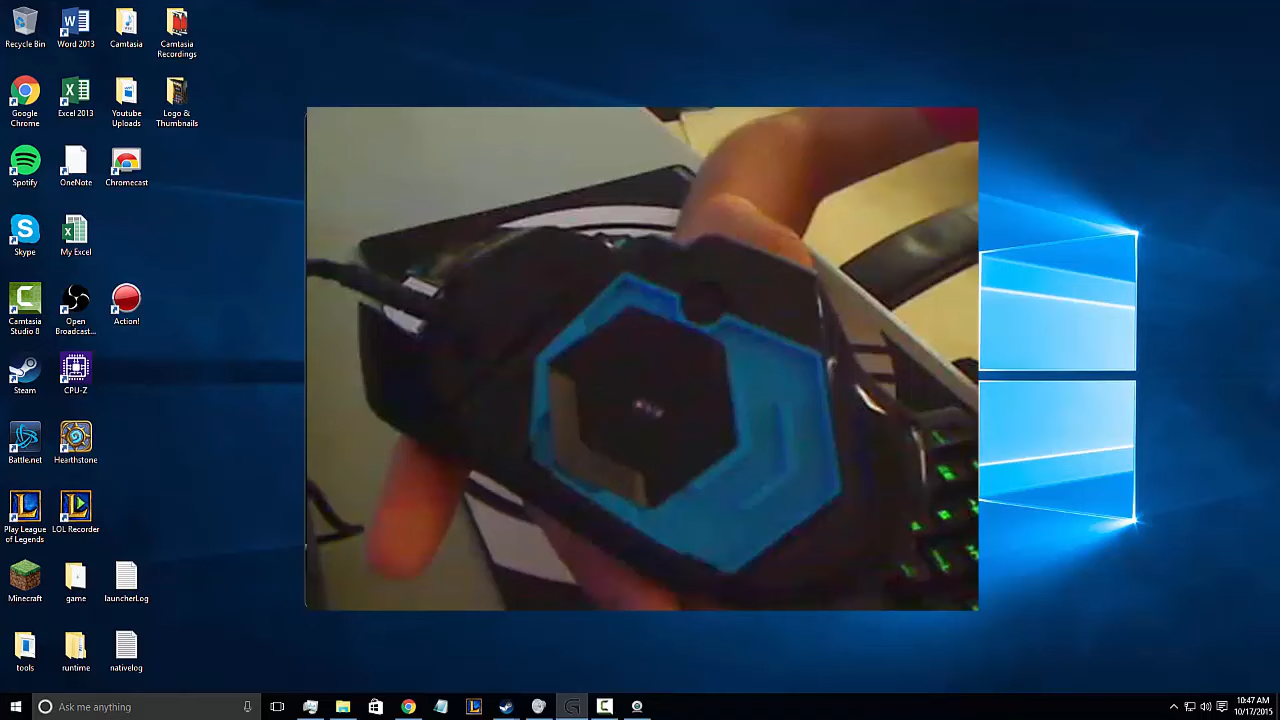 Recycle Bin
Word 2013
Camtasia
Camtasia
Recordings
Google
Chrome
Excel 2013
Youtube
Uploads
Logo &
Thumbnails
Spotify
OneNote
Chromecast
Skype
My Excel
Camtasia
Studio 8
Open
Broadcast...
Action!
Steam
CPU-Z
Battle.net
Hearthstone
Play League
of Legends
LOL Recorder
Minecraft
game
launcherLog
tools
runtime
nativelog
Ask me anything
10:47 AM
10/17/2015